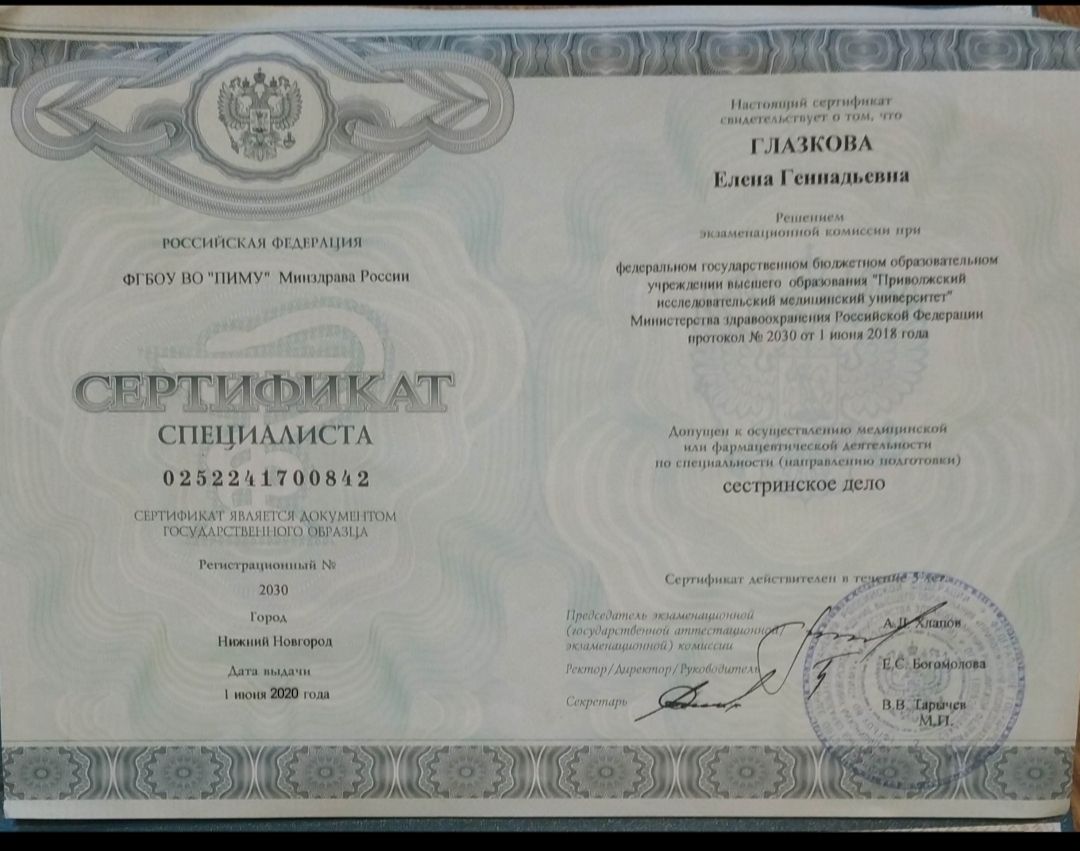 РОССИЙСКАЯ ФЕДЕРАЦИЯ
ФГБОУ ВО "ПИМУ" Минздрава России
СЕРТИФИКАТ
СПЕЦИАЛИСТА
0252241700842
СЕРТИФИКАТ ЯВЛЯЕТСЯ ДОКУМЕНТОМ
ГОСУДАРСТВЕННОГО ОБРАЗЦА
Регистрационный №
2030
Город
Нижний Новгород
Дата выдачи
1 июня 2020 года
Настоящий сертификат
свидетельствует о том, что
ГЛАЗКОВА
Елена Геннадьевна
Решением
экзаменационной комиссии при
федеральном государственном бюджетном образовательном
учреждении высшего образования "Приволжский
исследовательский медицинский университет"
Министерства здравоохранения Российской Федерации
протокол № 2030 от 1 июня 2018 года
Допущен к осуществлению медицинской
или фармацевтической деятельности
по специальности (направлению подготовки)
сестринское дело
Сертификат действителен в течение 5 лет.
Председатель экзаменационной
(государственной аттестационной/
экзаменационной) комиссии
Ректор/Директор/Руководитель
Секретарь
Хлапов
Е.С. Богомолова
В.В. Тарычев
М.П.